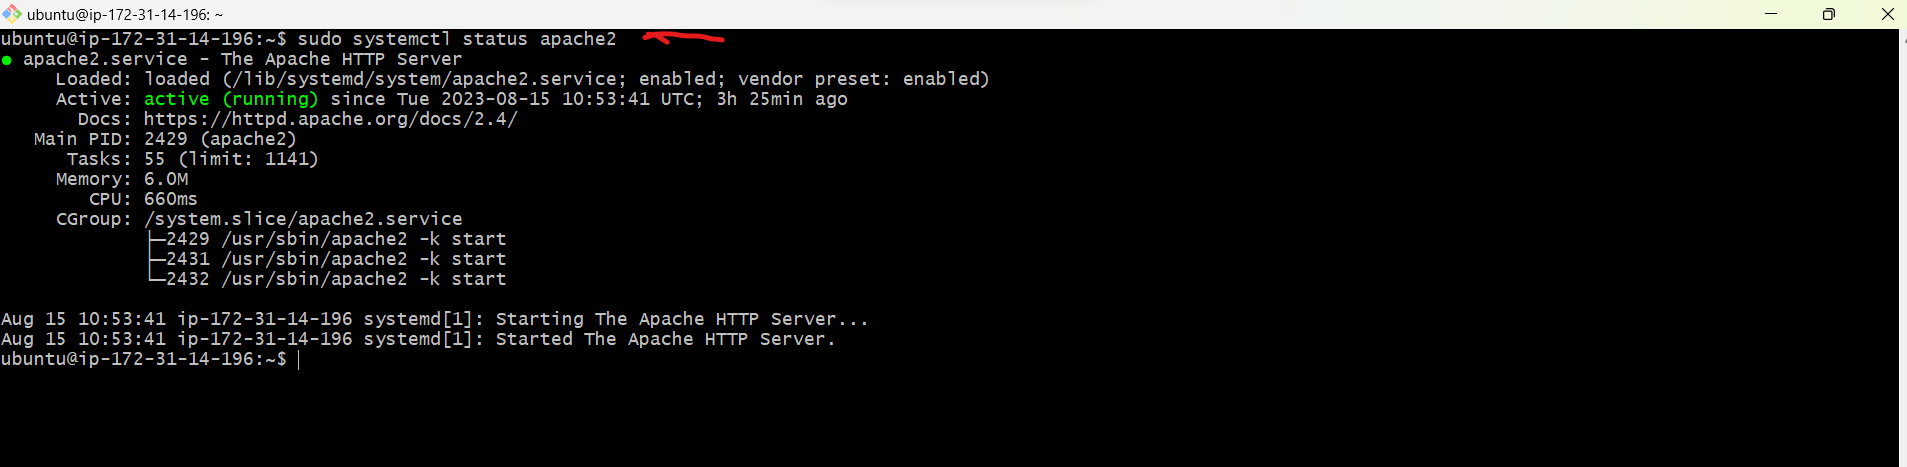 ubuntu@ip-172-31-14-196: ~
ubuntu@ip-172-31-14-196:~$ sudo systemctl status apache2
● apache2.service - The Apache HTTP Server
Loaded: loaded (/lib/systemd/system/apache2.service; enabled; vendor preset: enabled)
Active: active (running) since Tue 2023-08-15 10:53:41 UTC; 3h 25min ago
Docs: https://httpd.apache.org/docs/2.4/
Main PID: 2429 (apache2)
Tasks: 55 (limit: 1141)
Memory: 6.0M
CPU: 660ms
CGroup: /system.slice/apache2.service
├─2429 /usr/sbin/apache2 -k start
├─2431 /usr/sbin/apache2 -k start
└─2432 /usr/sbin/apache2 -k start
Aug 15 10:53:41 ip-172-31-14-196 systemd[1]: Starting The Apache HTTP Server...
Aug 15 10:53:41 ip-172-31-14-196 systemd[1]: Started The Apache HTTP Server.
ubuntu@ip-172-31-14-196:~$